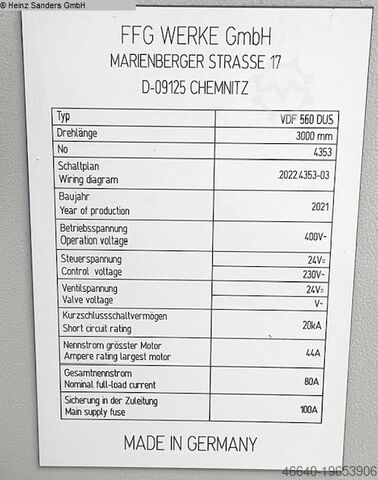 © Heinz Sanders GmbH
FFG WERKE GmbH
MARIENBERGER STRASSE 17
D-09125 CHEMNITZ
Typ VDF 560 DUS
Drehlänge 3000 mm
No 4353
Schaltplan
Wiring diagram 2022.4353-03
Baujahr
Year of production 2021
Betriebsspannung
Operation voltage 400V~
Steuerspannung 24V=
Control voltage 230V~
Ventilspannung 24V=
Valve voltage V~
Kurzschlussschaltvermögen
Short circuit rating 20kA
Nennstrom grösster Motor
Ampere rating largest motor 44A
Gesamtnennstrom
Nominal full-load current 80A
Sicherung in der Zuleitung
Main supply fuse 100A
MADE IN GERMANY
46640-19653906